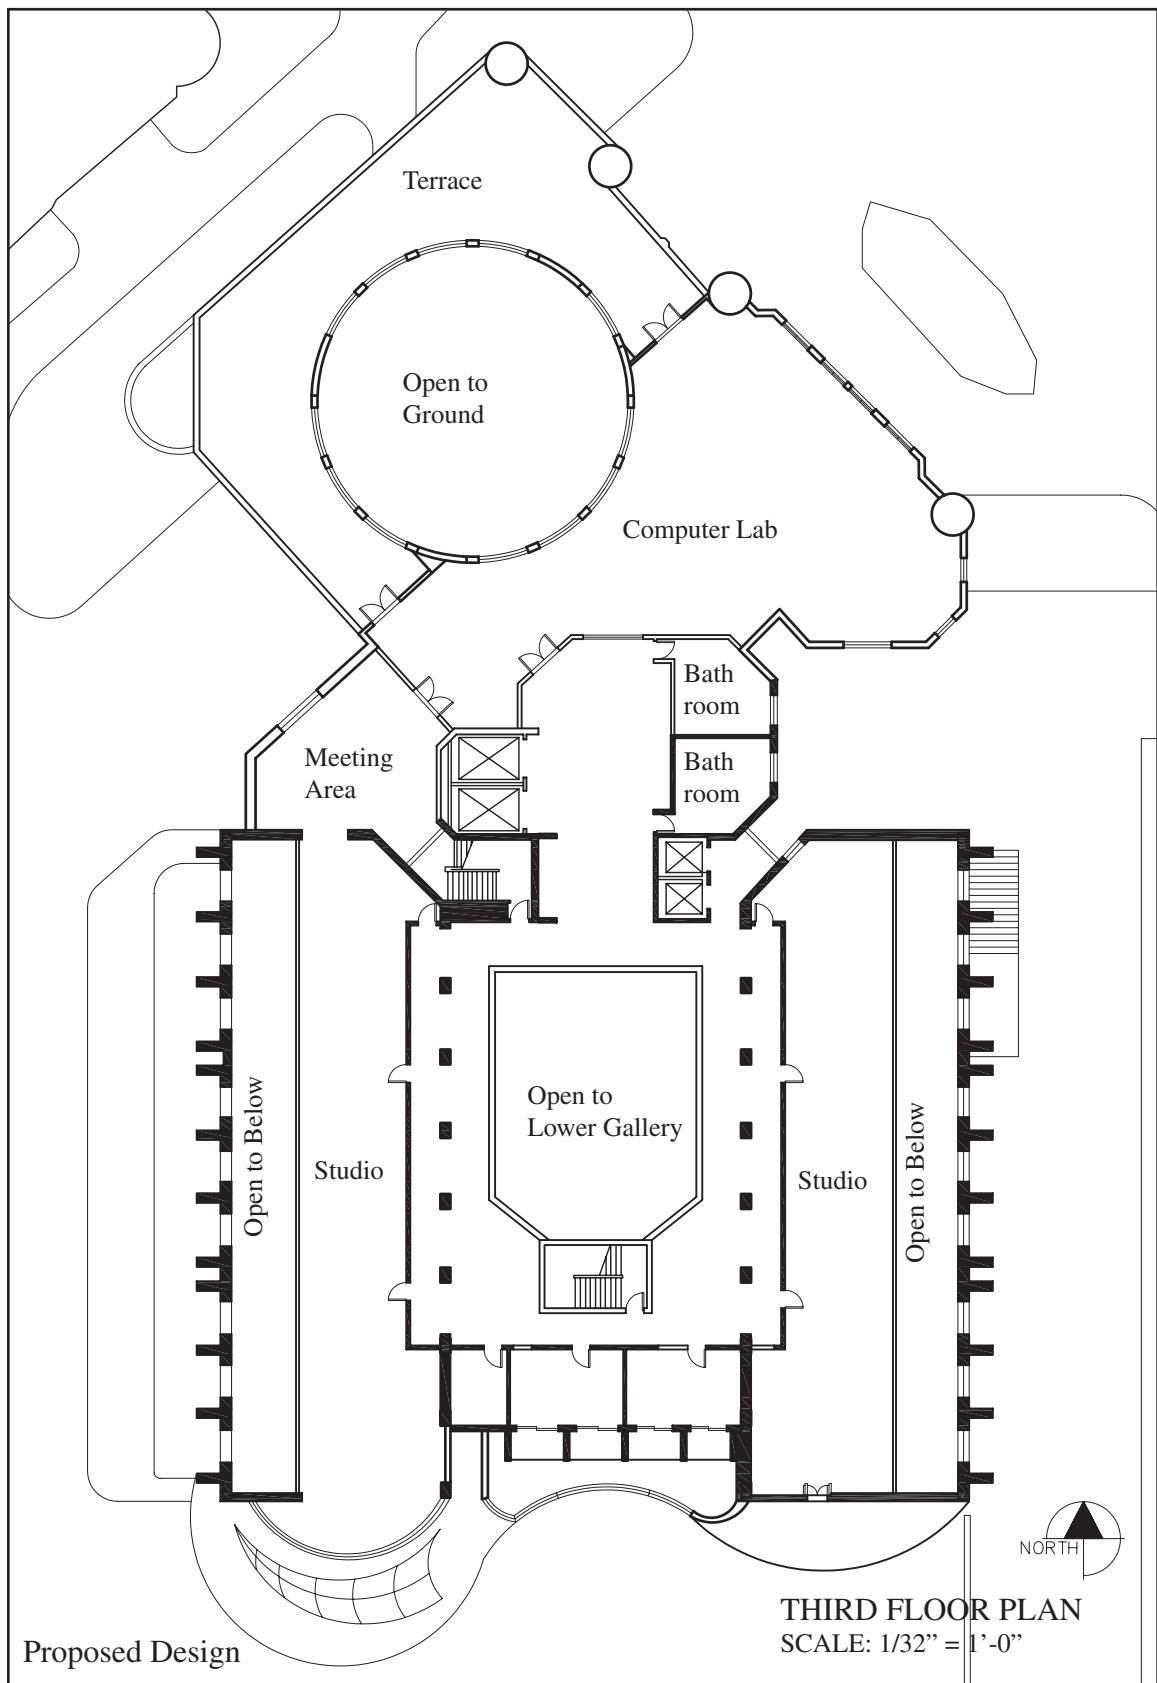 Terrace
Open to
Ground
Computer Lab
Bath
room
Meeting
Area
Bath
room
Open to
Lower Gallery
Open to Below
Studio
Studio
Open to Below
NORTH
THIRD FLOOR PLAN
SCALE: 1/32” = 1’-0”
Proposed Design